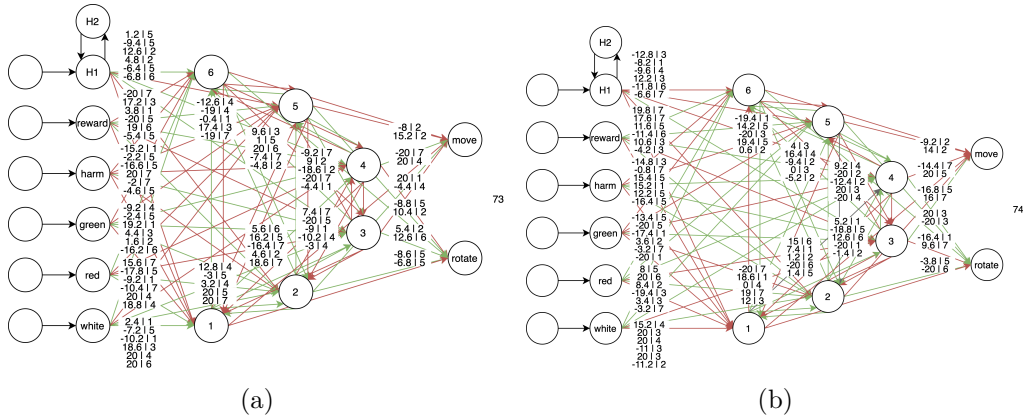 H2
H1
reward
harm
green
red
white
1.2 | 5
-9.4 | 5
12.6 | 2
4.8 | 2
-6.4 | 5
-6.8 | 6
-20 | 7
17.2 | 3
3.8 | 1
-20 | 5
19 | 6
-5.4 | 5
-15.2 | 1
-2.2 | 5
-16.6 | 5
20 | 7
-2 | 7
-4.6 | 5
-9.2 | 4
-2.4 | 5
19.2 | 1
4.4 | 3
1.6 | 2
-16.2 | 6
15.6 | 7
-17.8 | 5
-9.2 | 1
-10.4 | 7
20 | 4
18.8 | 4
2.4 | 1
-7.2 | 5
-10.2 | 1
18.6 | 3
20 | 4
20 | 6
6
-12.6 | 4
-19 | 4
-0.4 | 1
17.4 | 3
-19 | 7
5
9.6 | 3
1 | 5
20 | 6
-7.4 | 7
-4.8 | 2
4
-9.2 | 7
9 | 2
-18.6 | 2
-20 | 7
-4.4 | 1
3
7.4 | 7
-20 | 5
-9 | 1
-10.2 | 4
-3 | 4
2
5.6 | 6
16.2 | 5
-16.4 | 7
4.6 | 2
18.6 | 7
1
12.8 | 4
-3 | 5
3.2 | 4
20 | 5
20 | 7
-8 | 2
15.2 | 2
-20 | 7
20 | 4
20 | 1
-4.4 | 4
-8.8 | 5
10.4 | 2
5.4 | 2
12.6 | 6
-8.6 | 5
-6.8 | 5
move
rotate
73
(a)
H2
H1
reward
harm
green
red
white
-12.8 | 3
-8.2 | 1
-9.6 | 4
12.2 | 3
-11.8 | 6
-6.6 | 7
19.8 | 7
17.6 | 7
11.6 | 5
-11.4 | 6
10.6 | 3
-4.2 | 3
-14.8 | 3
-0.8 | 7
15.4 | 5
15.2 | 1
12.2 | 5
-16.4 | 5
-13.4 | 5
-20 | 5
-17.4 | 1
3.6 | 2
-3.2 | 7
-20 | 1
8 | 5
20 | 6
8.4 | 2
-19.4 | 3
3.4 | 3
-3.2 | 7
15.2 | 4
20 | 3
20 | 4
-11 | 3
20 | 3
-11.2 | 2
6
-19.4 | 1
14.2 | 5
-20 | 3
19.4 | 5
0.6 | 2
5
4 | 3
16.4 | 4
-9.4 | 2
0 | 3
-5.2 | 2
4
9.2 | 4
-20 | 2
-12.4 | 2
20 | 3
-20 | 4
3
5.2 | 1
-18.8 | 5
12.6 | 6
-20 | 1
-1.4 | 2
2
15 | 6
7.4 | 7
1.2 | 2
-20 | 6
1.4 | 5
1
-20 | 7
18.6 | 1
0 | 4
19 | 7
12 | 3
-9.2 | 2
14 | 2
-14.4 | 7
20 | 5
-16.8 | 5
16 | 7
20 | 3
-20 | 3
-16.4 | 1
9.6 | 7
-3.8 | 5
-20 | 6
move
rotate
74
(b)